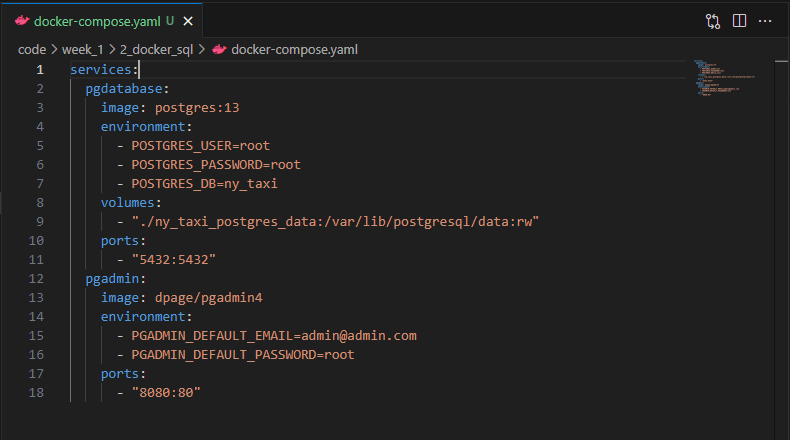 docker-compose.yaml U
code > week_1 > 2_docker_sql > docker-compose.yaml
1 services:
2   pgdatabase:
3     image: postgres:13
4     environment:
5       - POSTGRES_USER=root
6       - POSTGRES_PASSWORD=root
7       - POSTGRES_DB=ny_taxi
8     volumes:
9       - "./ny_taxi_postgres_data:/var/lib/postgresql/data:rw"
10     ports:
11       - "5432:5432"
12   pgadmin:
13     image: dpage/pgadmin4
14     environment:
15       - PGADMIN_DEFAULT_EMAIL=admin@admin.com
16       - PGADMIN_DEFAULT_PASSWORD=root
17     ports:
18       - "8080:80"